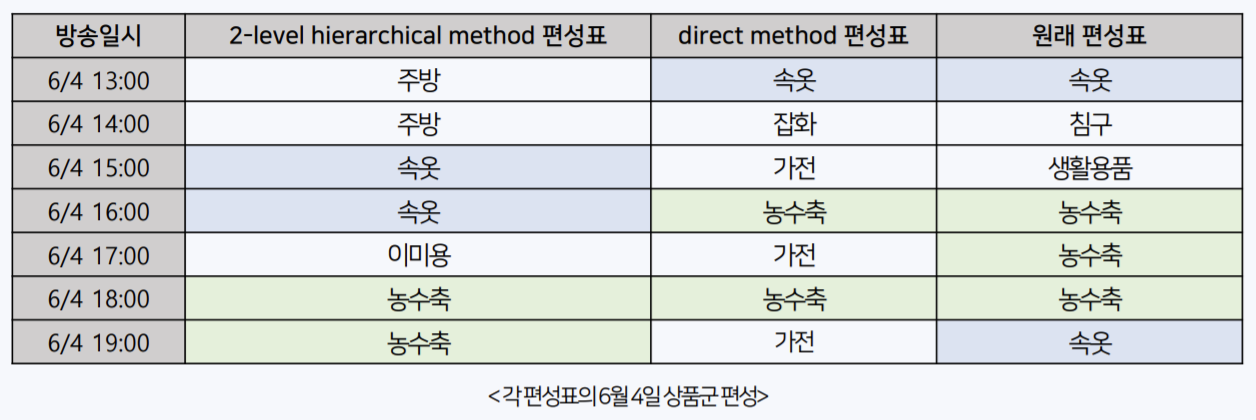 방송일시 2-level hierarchical method 편성표 direct method 편성표 원래 편성표
6/4 13:00 주방 속옷 속옷
6/4 14:00 주방 잡화 침구
6/4 15:00 속옷 가전 생활용품
6/4 16:00 속옷 농수축 농수축
6/4 17:00 이미용 가전 농수축
6/4 18:00 농수축 농수축 농수축
6/4 19:00 농수축 가전 속옷
<각 편성표의 6월 4일 상품군 편성>